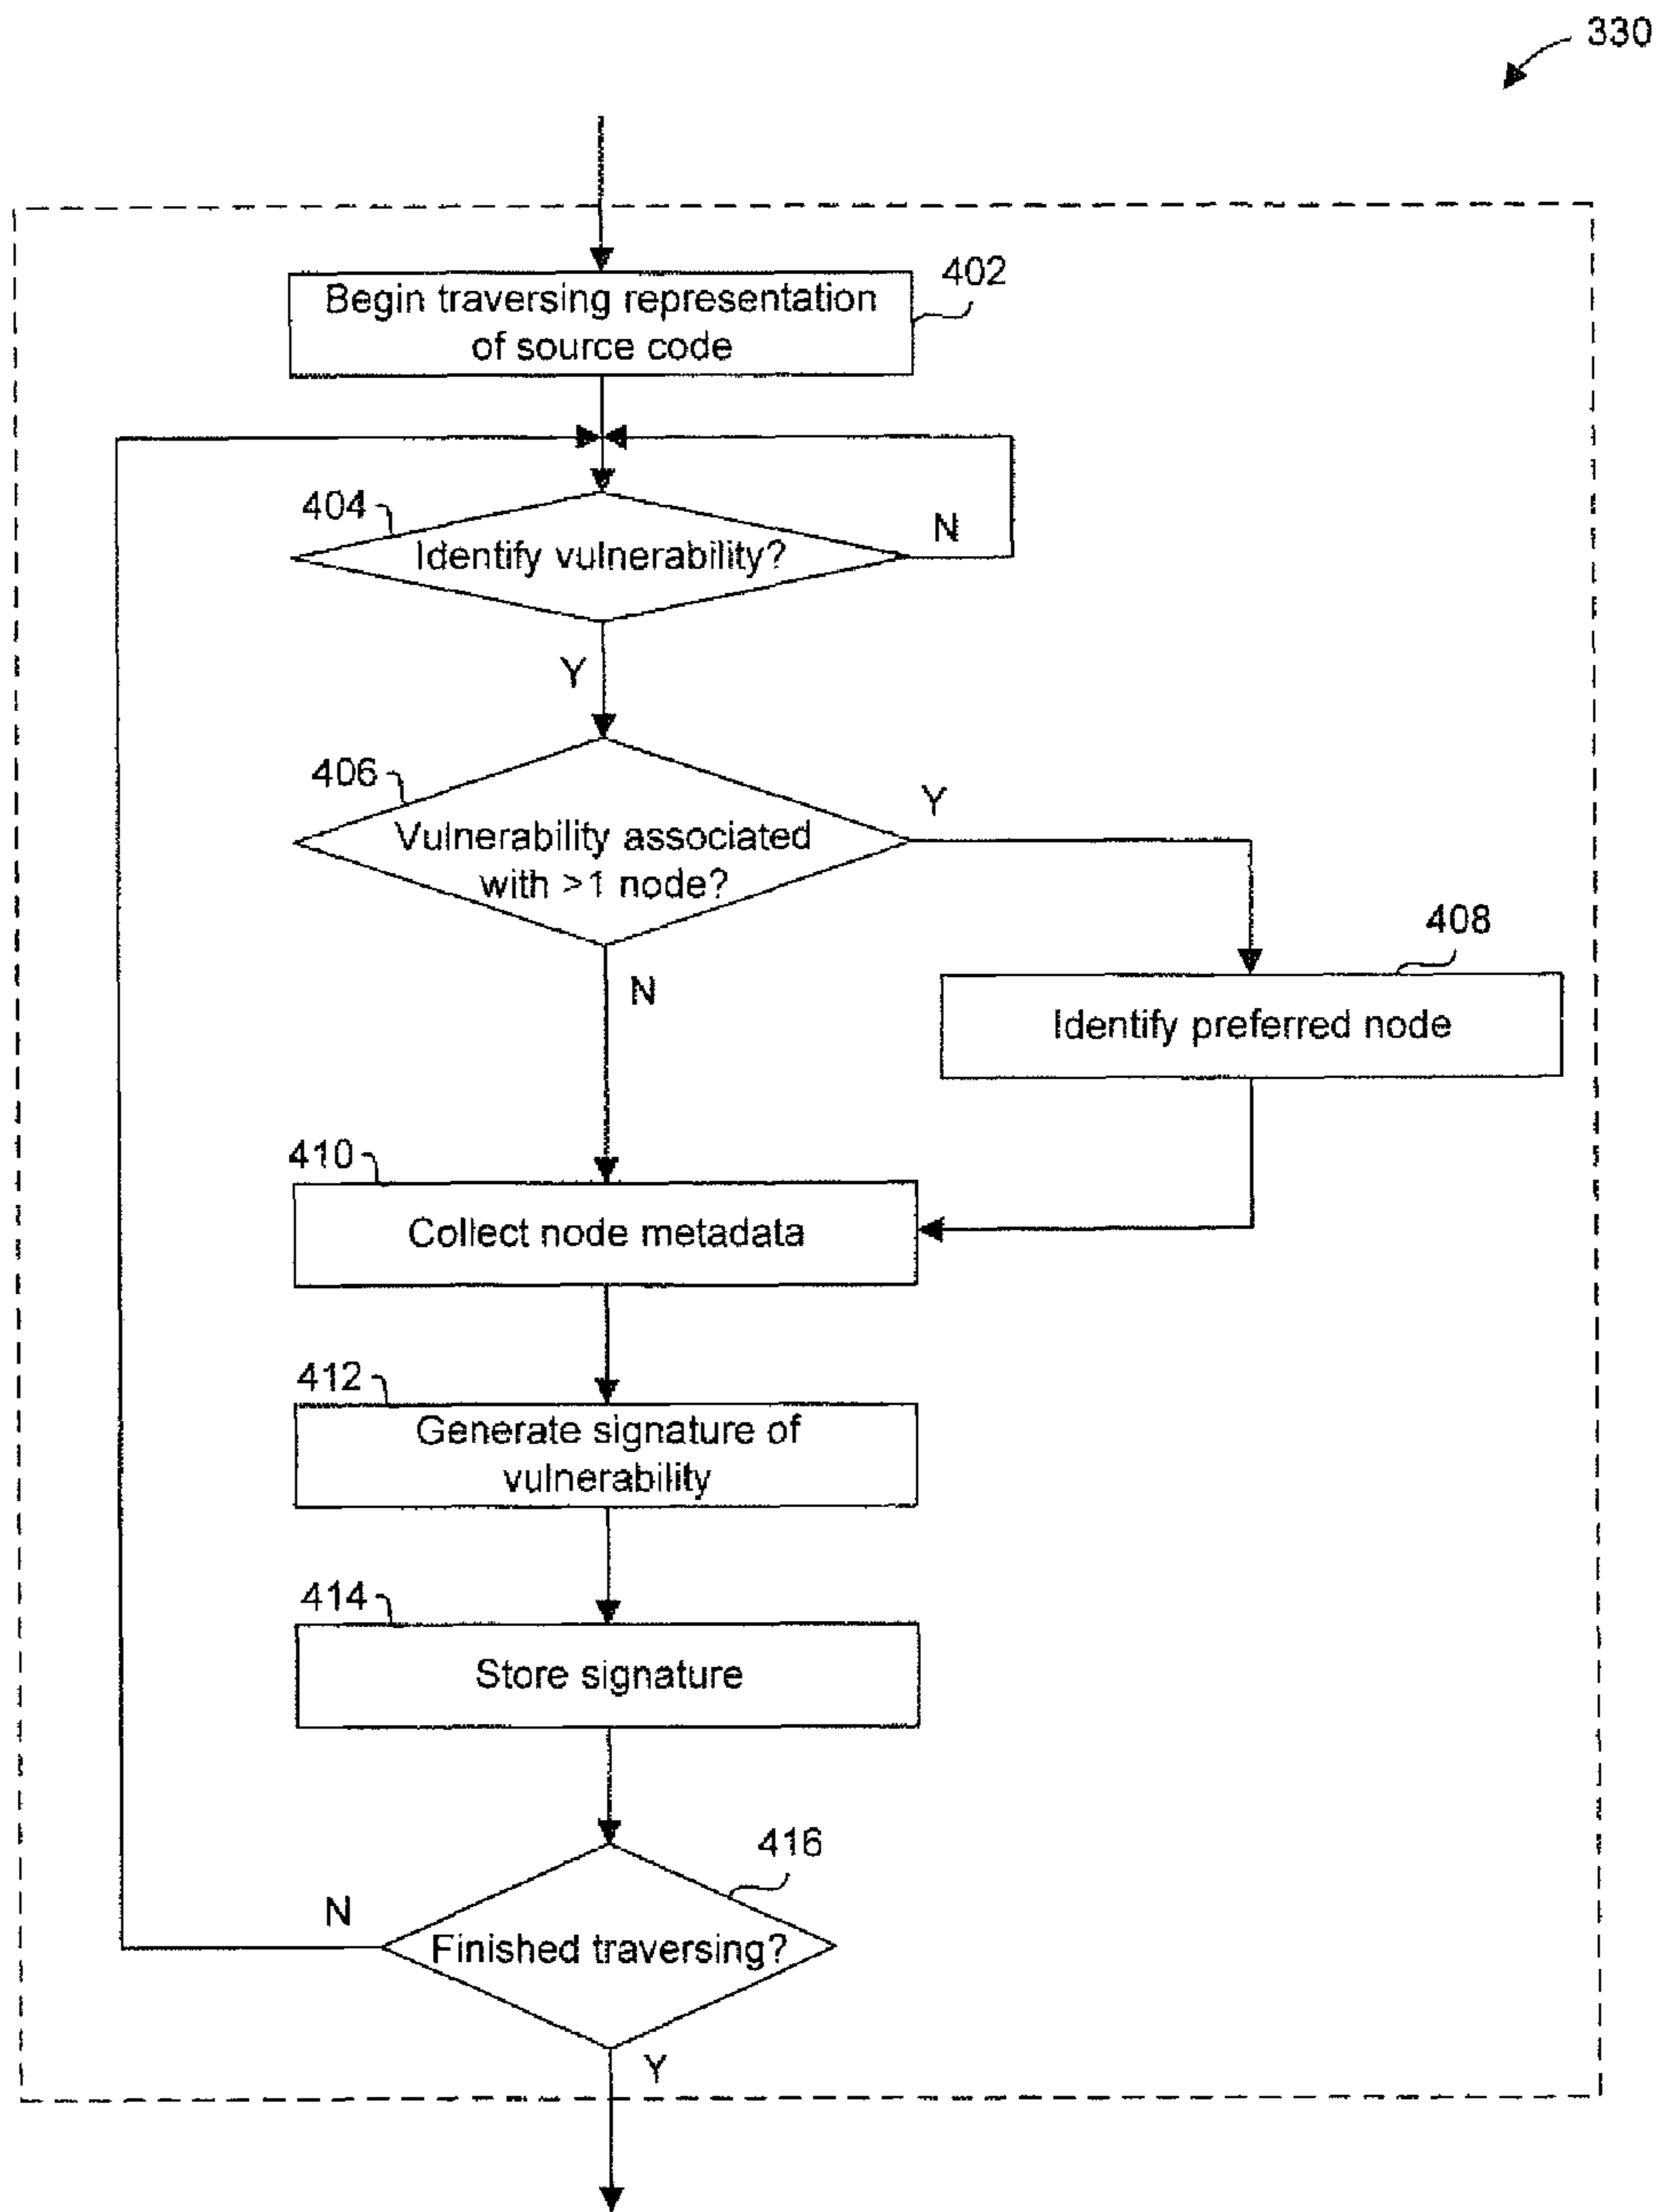 330
402
Begin traversing representation
of source code
404
N
Identify vulnerability?
Y
406
Y
Vulnerability associated
with >1 node?
408
N
Identify preferred node
410
Collect node metadata
412
Generate signature of
vulnerability
414
Store signature
416
N
Finished traversing?
Y